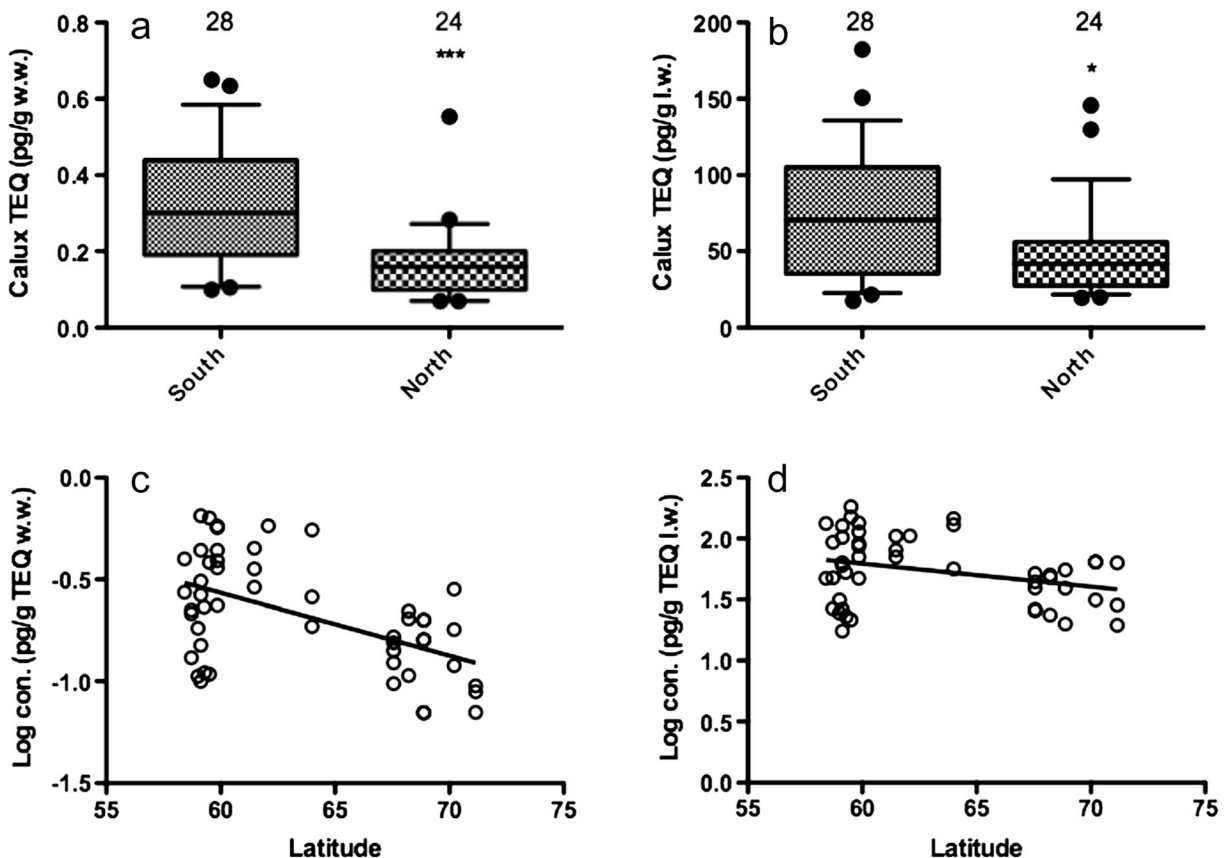 a
28
24
***
0.8
0.6
0.4
0.2
0.0
Calux TEQ (pg/g w.w.)
South
North
b
28
24
*
200
150
100
50
0
Calux TEQ (pg/g l.w.)
South
North
c
0.0
-0.5
-1.0
-1.5
Log con. (pg/g TEQ w.w.)
55 60 65 70 75
Latitude
d
2.5
2.0
1.5
1.0
0.5
0.0
Log con. (pg/g TEQ l.w.)
55 60 65 70 75
Latitude